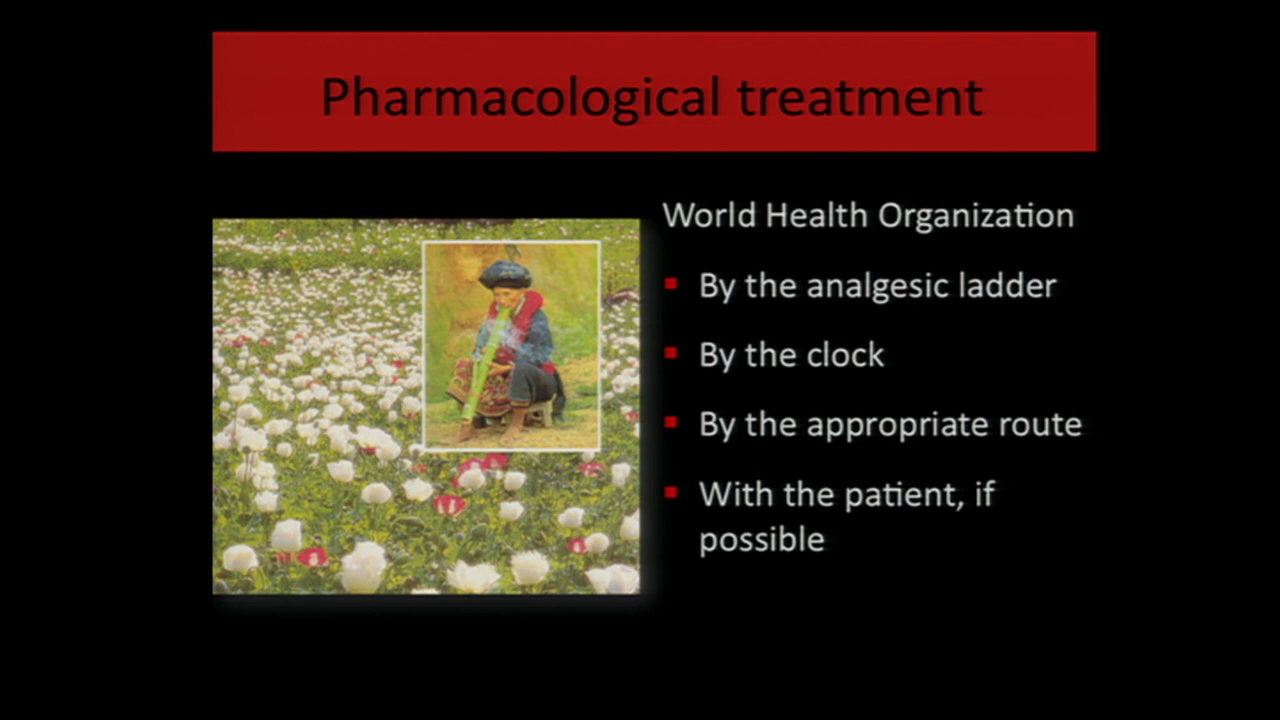 Pharmacological treatment
World Health Organization
By the analgesic ladder
By the clock
By the appropriate route
With the patient, if
possible